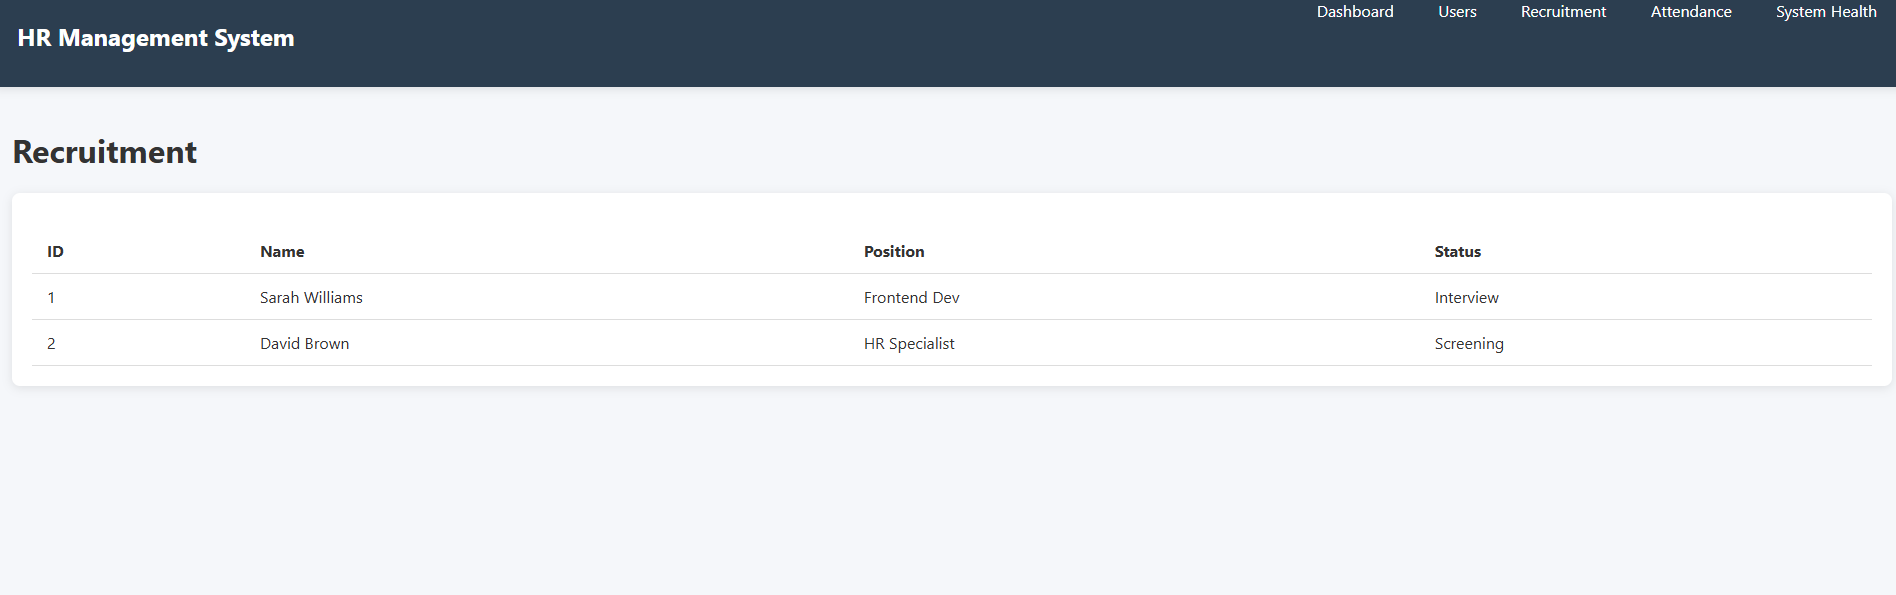 Dashboard Users Recruitment Attendance System Health
HR Management System
Recruitment
ID Name Position Status
1 Sarah Williams Frontend Dev Interview
2 David Brown HR Specialist Screening